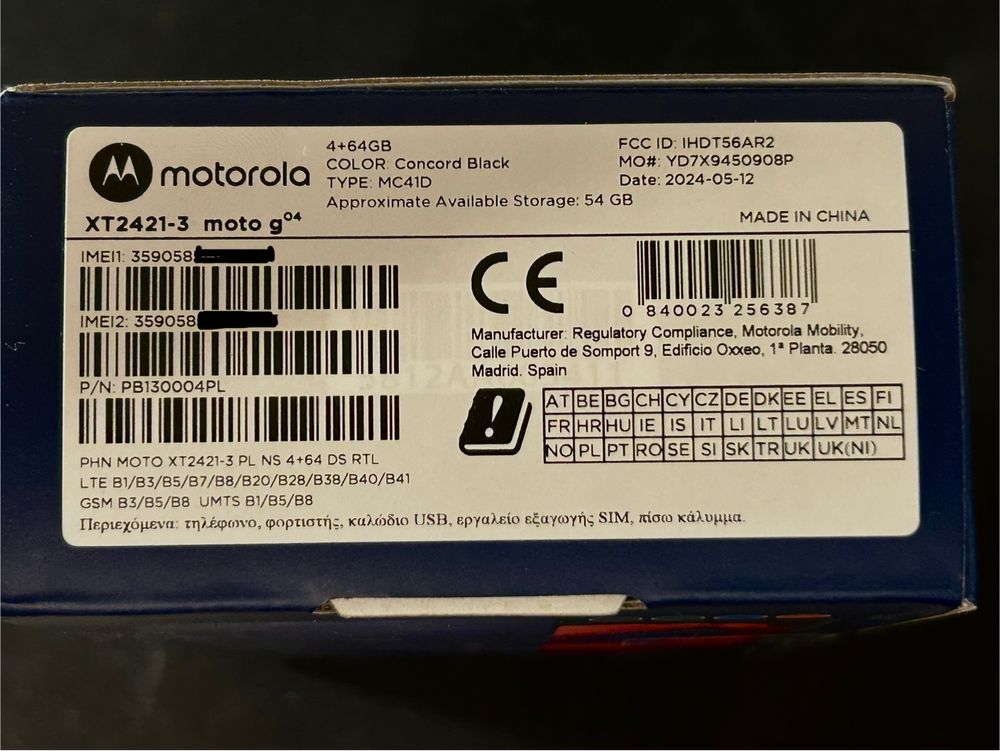 motorola
XT2421-3 moto g04
4+64GB
COLOR: Concord Black
TYPE: MC41D
Approximate Available Storage: 54 GB
FCC ID: IHDT56AR2
MO#: YD7X9450908P
Date: 2024-05-12
MADE IN CHINA
IMEI1: 359058
IMEI2: 359058
P/N: PB130004PL
PHN MOTO XT2421-3 PL NS 4+64 DS RTL
LTE B1/B3/B5/B7/B8/B20/B28/B38/B40/B41
GSM B3/B5/B8 UMTS B1/B5/B8
CE
0 840023 256387
Manufacturer: Regulatory Compliance, Motorola Mobility,
Calle Puerto de Somport 9, Edificio Oxxeo, 1ª Planta. 28050
Madrid. Spain
AT BE BG CH CY CZ DE DK EE EL ES FI
FR HR HU IE IS IT LI LT LU LV MT NL
NO PL PT RO SE SI SK TR UK UK(NI)
Περιεχόμενα: τηλέφωνο, φορτιστής, καλώδιο USB, εργαλείο εξαγωγής SIM, πίσω κάλυμμα.